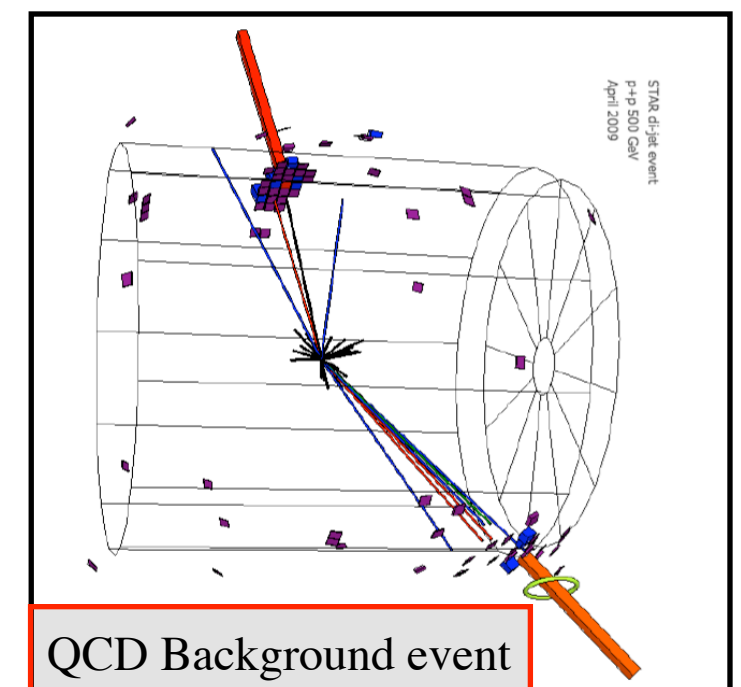 STAR di-jet event
p+p 500 GeV
April 2009
QCD Background event